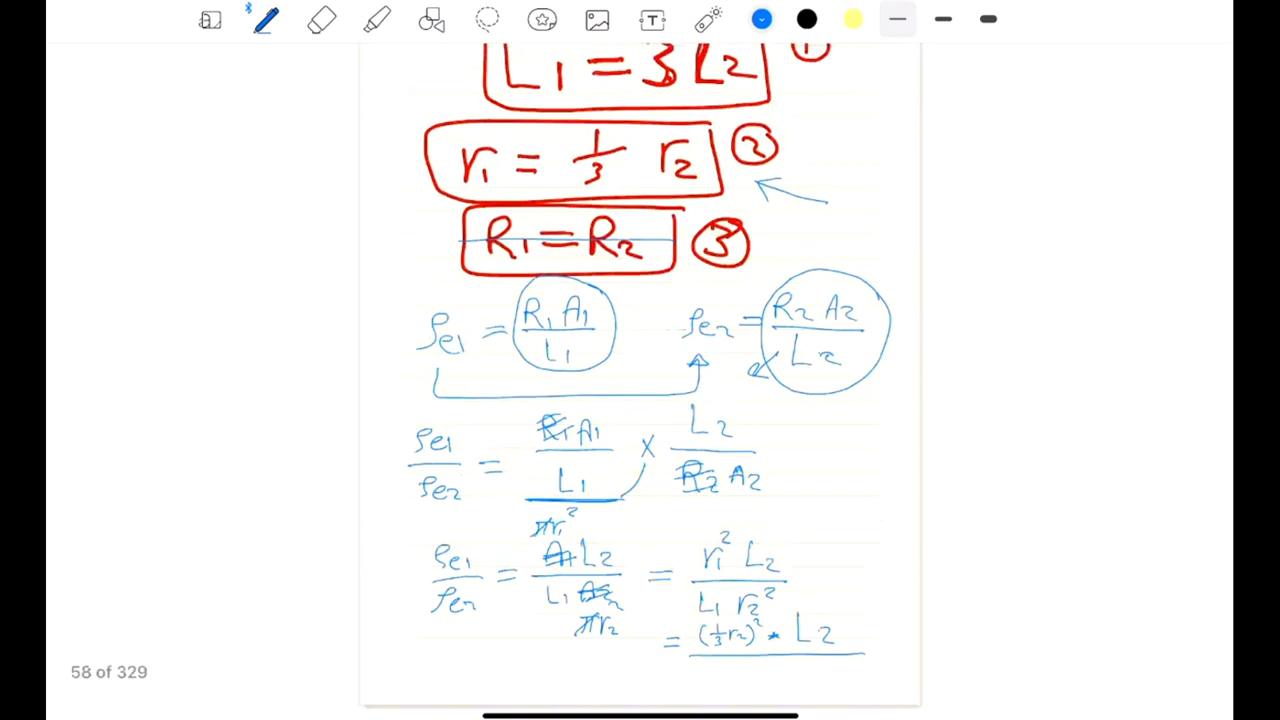 L1 = 3 L2 ①
r1 = 1/3 r2 ②
R1 = R2 ③
ρe1 = R1 A1 / L1 ρe2 = R2 A2 / L2
ρe1 / ρe2 = R1 A1 / L1 × L2 / R2 A2
πr1²
ρe1 / ρe2 = A1 L2 / L1 A2 = r1² L2 / L1 r2²
πr2
= (1/3 r2)² * L2
58 of 329
T